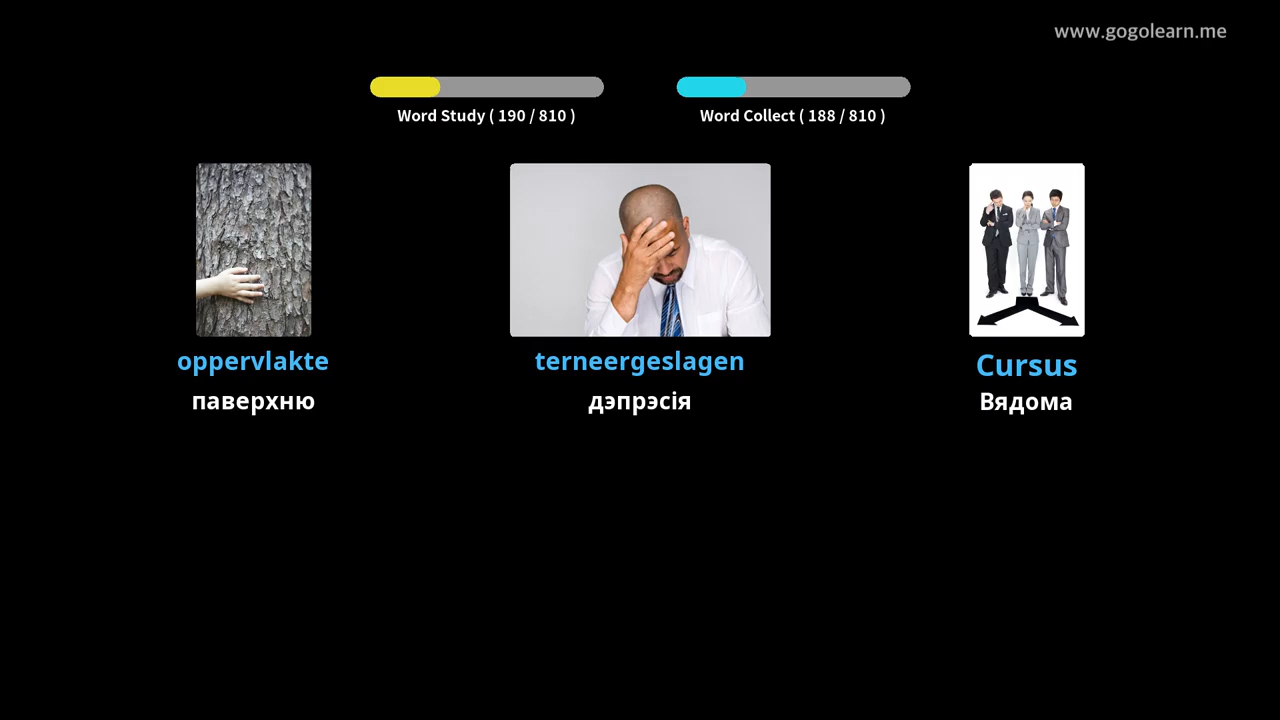 www.gogolearn.me
Word Study ( 190 / 810 )
Word Collect ( 188 / 810 )
oppervlakte
terneergeslagen
Cursus
паверхню
дэпрэсія
Вядома